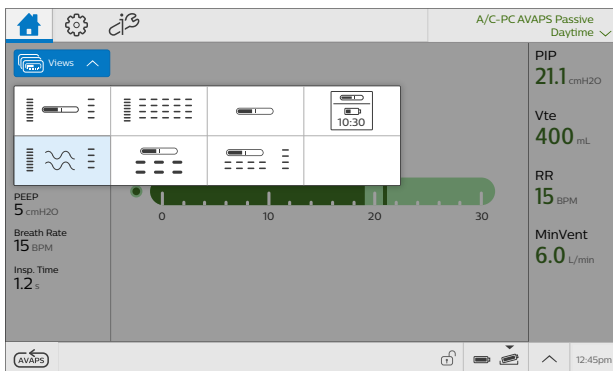 A/C-PC AVAPS Passive
Daytime
Views
PIP
21.1 cmH2O
10:30
Vte
400 mL
RR
15 BPM
PEEP
5 cmH2O
0 10 20 30
Breath Rate
15 BPM
MinVent
6.0 L/min
Insp. Time
1.2 s
AVAPS
12:45pm